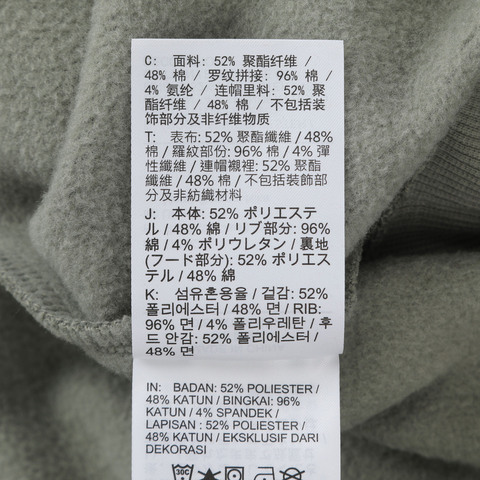 C: 面料: 52% 聚酯纤维 /
48% 棉 / 罗纹拼接: 96% 棉 /
4% 氨纶 / 连帽里料: 52% 聚
酯纤维 / 48% 棉 / 不包括装
饰部分及非纤维物质
T: 表布: 52% 聚酯纖維 / 48%
棉 / 羅紋部份: 96% 棉 / 4% 彈
性纖維 / 連帽襯裡: 52% 聚酯
纖維 / 48% 棉 / 不包括裝飾部
分及非紡織材料
J: 本体: 52% ポリエステ
ル / 48% 綿 / リブ部分: 96%
綿 / 4% ポリウレタン / 裏地
(フード部分): 52% ポリエス
テル / 48% 綿
K: 섬유혼용율 / 겉감: 52%
폴리에스터 / 48% 면 / RIB:
96% 면 / 4% 폴리우레탄 / 후
드 안감: 52% 폴리에스터 /
48% 면
IN: BADAN: 52% POLIESTER /
48% KATUN / BINGKAI: 96%
KATUN / 4% SPANDEK /
LAPISAN : 52% POLIESTER /
48% KATUN / EKSKLUSIF DARI
DEKORASI
30C